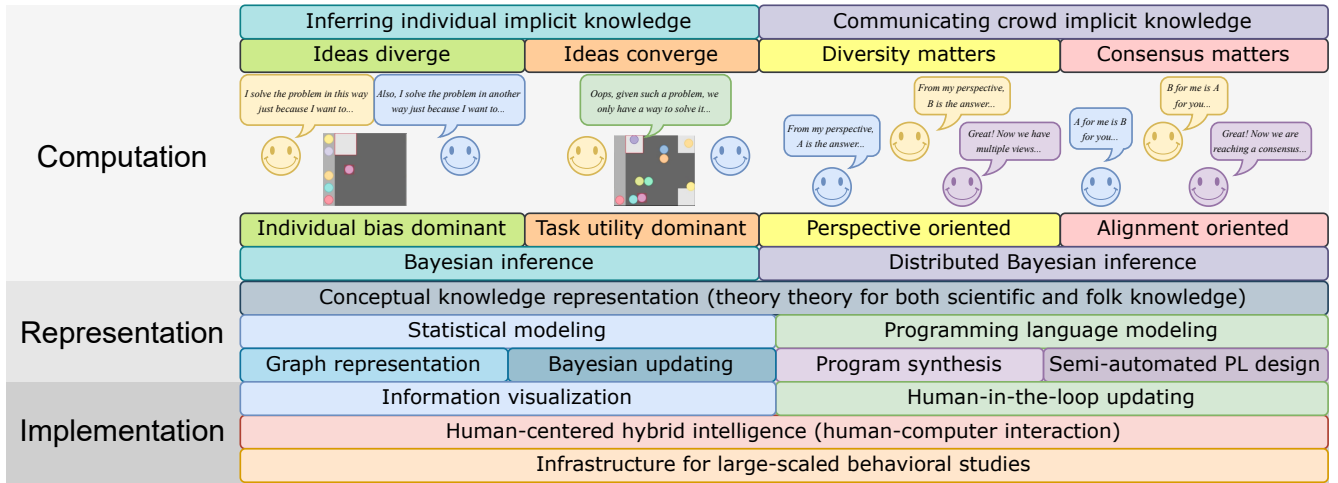 Inferring individual implicit knowledge
Communicating crowd implicit knowledge
Ideas diverge
Ideas converge
Diversity matters
Consensus matters
I solve the problem in this way
just because I want to...
Also, I solve the problem in another
way just because I want to...
Oops, given such a problem, we
only have a way to solve it...
From my perspective,
A is the answer...
From my perspective,
B is the answer...
Great! Now we have
multiple views...
A for me is B
for you...
B for me is A
for you...
Great! Now we are
reaching a consensus...
Computation
Individual bias dominant
Task utility dominant
Perspective oriented
Alignment oriented
Bayesian inference
Distributed Bayesian inference
Representation
Conceptual knowledge representation (theory theory for both scientific and folk knowledge)
Statistical modeling
Programming language modeling
Graph representation
Bayesian updating
Program synthesis
Semi-automated PL design
Implementation
Information visualization
Human-in-the-loop updating
Human-centered hybrid intelligence (human-computer interaction)
Infrastructure for large-scaled behavioral studies